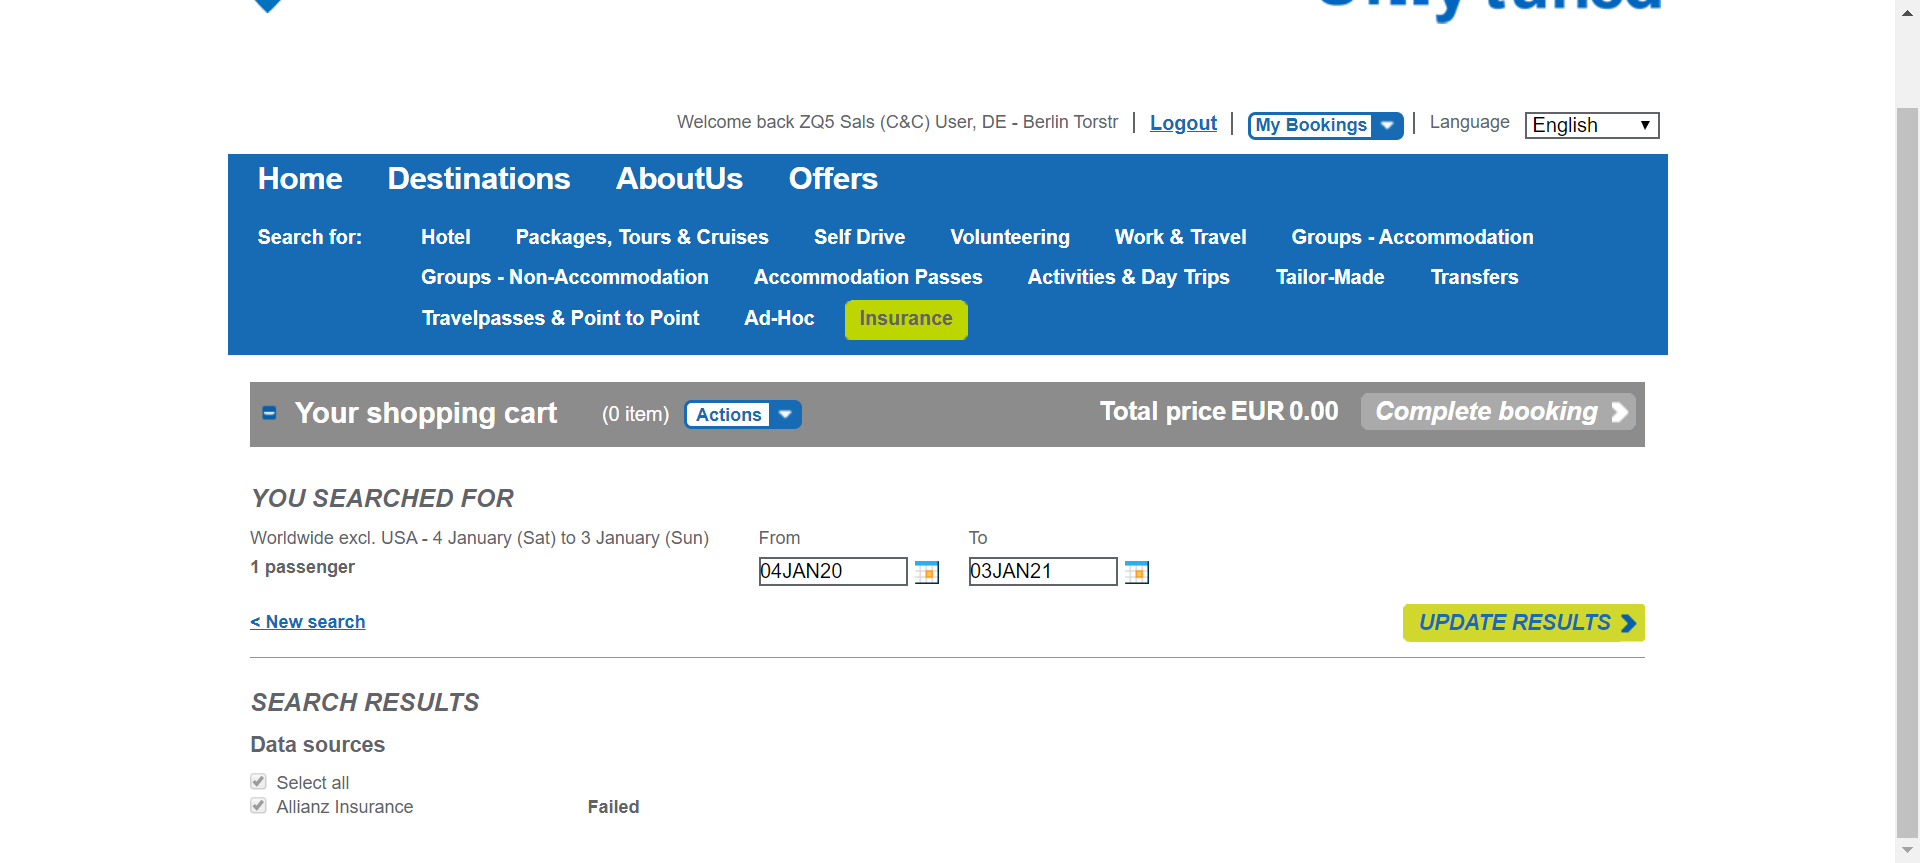 Welcome back ZQ5 Sals (C&C) User, DE - Berlin Torstr | Logout | My Bookings | Language English
Home Destinations AboutUs Offers
Search for: Hotel Packages, Tours & Cruises Self Drive Volunteering Work & Travel Groups - Accommodation
Groups - Non-Accommodation Accommodation Passes Activities & Day Trips Tailor-Made Transfers
Travelpasses & Point to Point Ad-Hoc Insurance
Your shopping cart (0 item) Actions Total price EUR 0.00 Complete booking
YOU SEARCHED FOR
Worldwide excl. USA - 4 January (Sat) to 3 January (Sun) From To
1 passenger 04JAN20 03JAN21
< New search UPDATE RESULTS
SEARCH RESULTS
Data sources
Select all
Allianz Insurance Failed